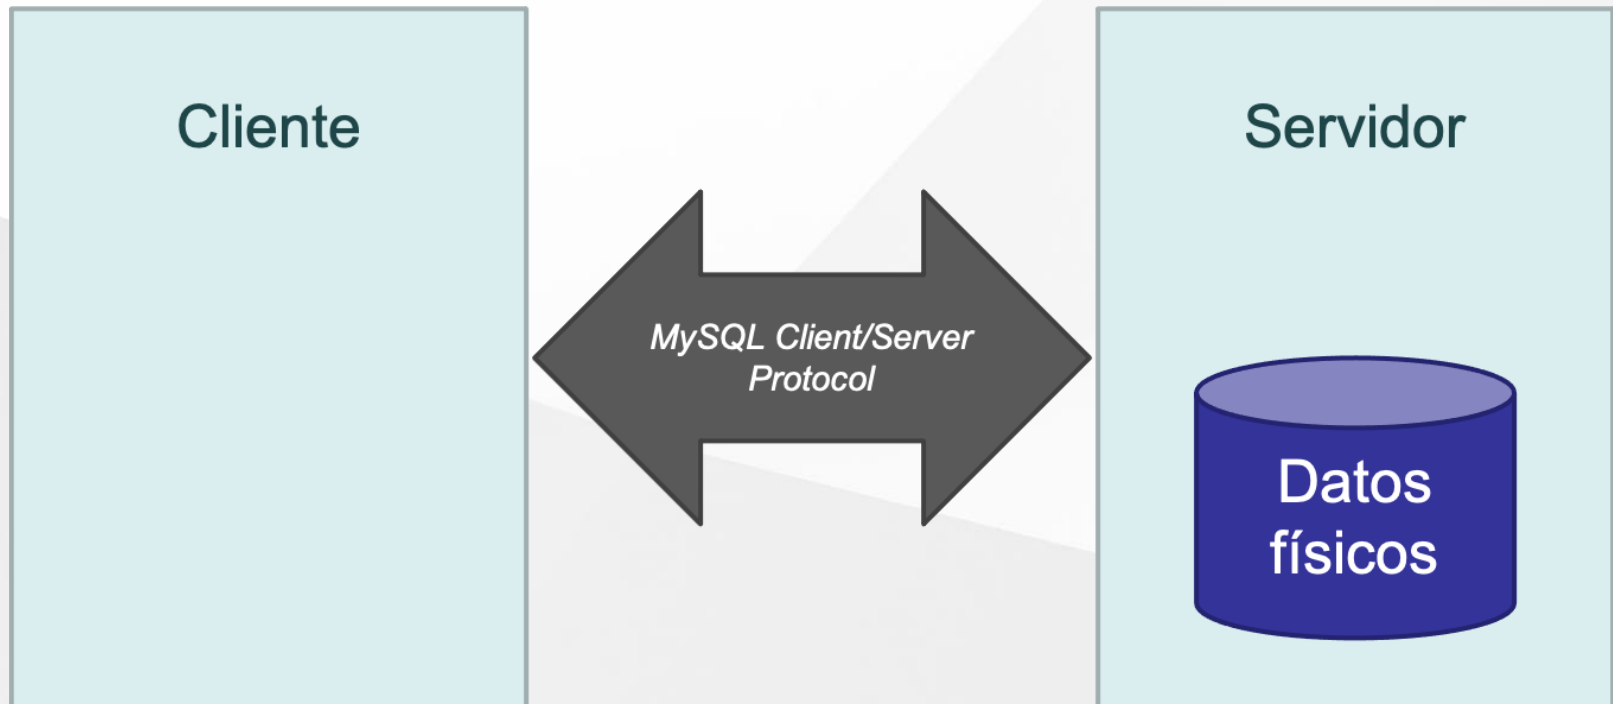 Cliente
Servidor
MySQL Client/Server
Protocol
Datos
físicos